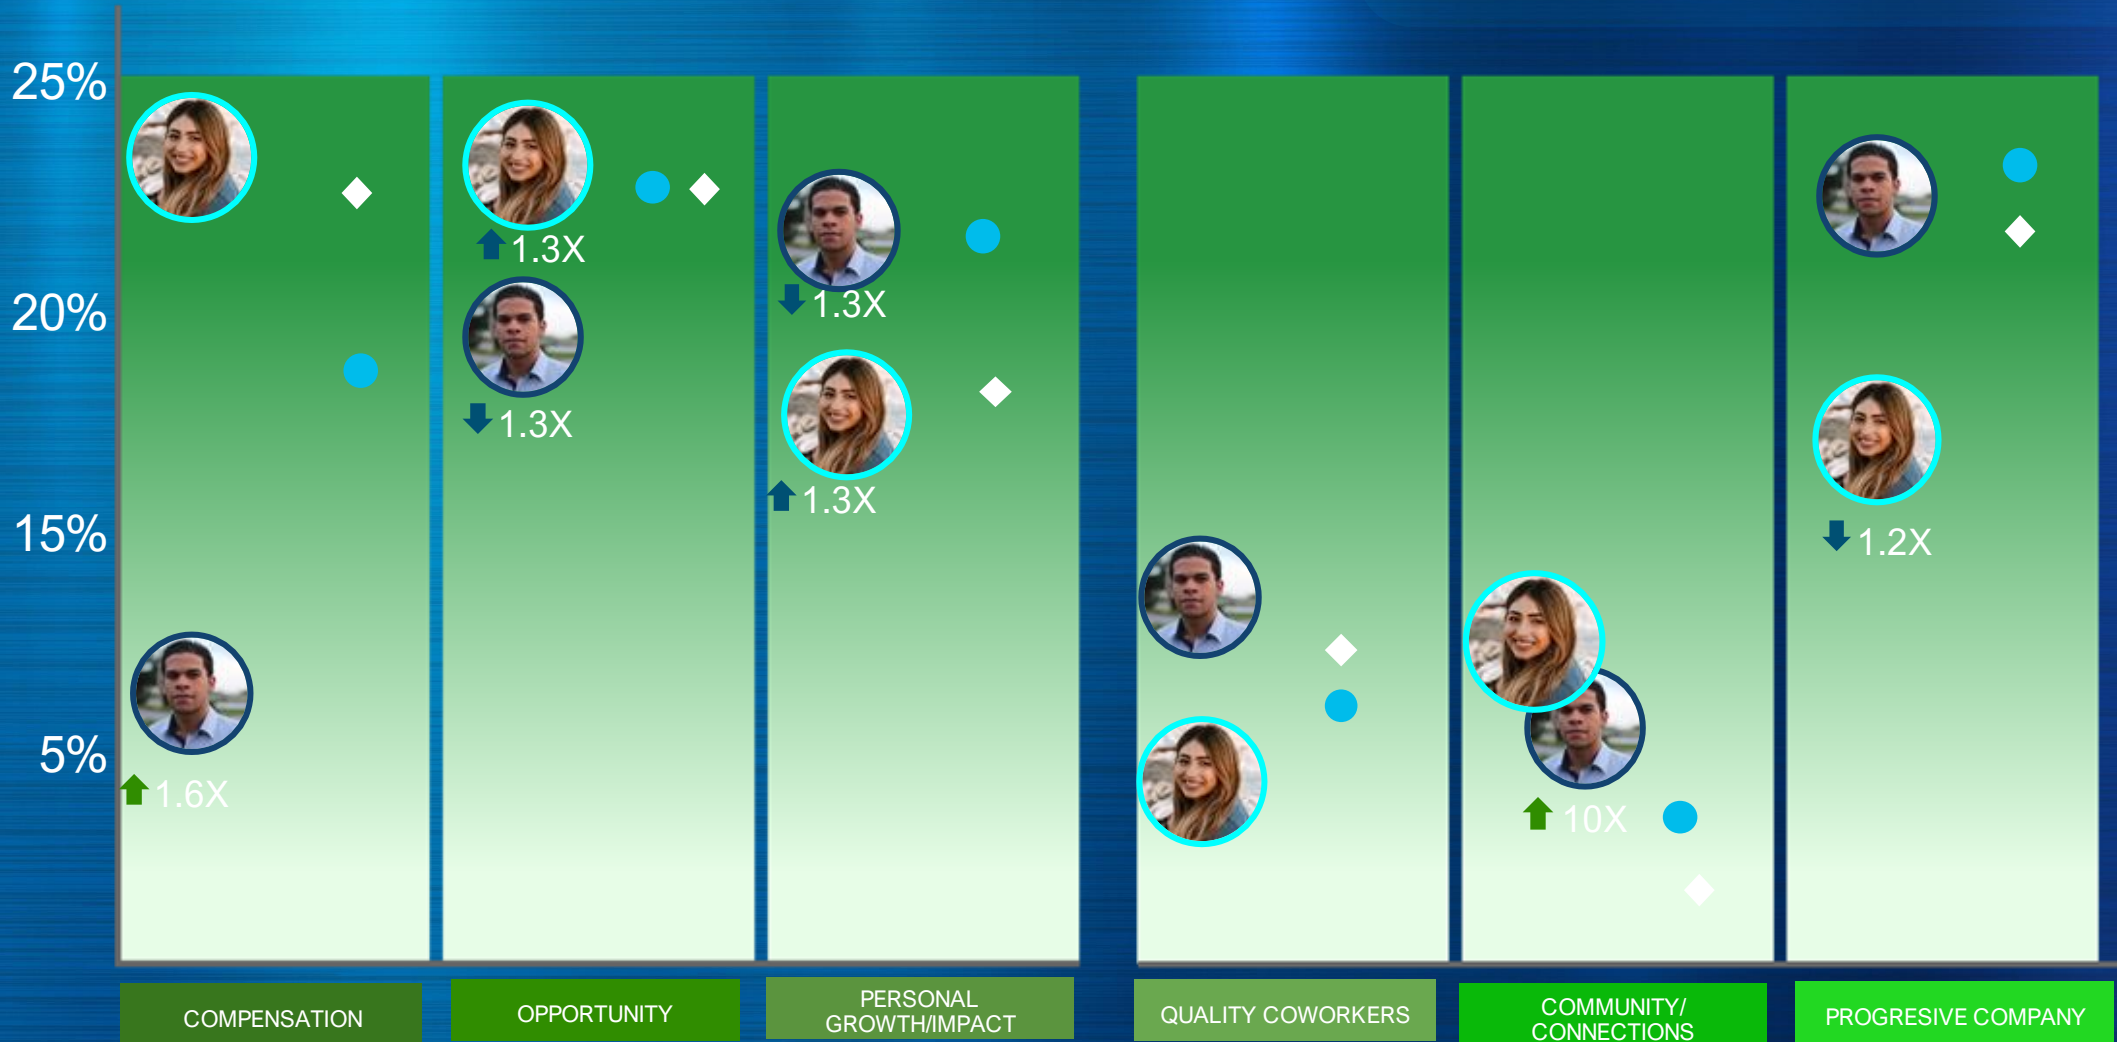 25%
20%
15%
5%
1.3X
1.3X
1.6X
1.3X
1.3X
10X
1.2X
COMPENSATION
OPPORTUNITY
PERSONAL
GROWTH/IMPACT
QUALITY COWORKERS
COMMUNITY/
CONNECTIONS
PROGRESIVE COMPANY